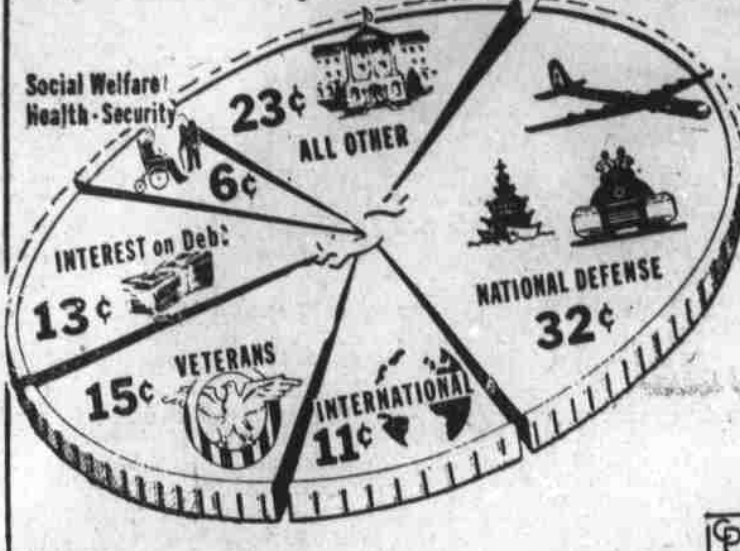 Social Welfare
Health - Security
6¢
23¢
ALL OTHER
NATIONAL DEFENSE
32¢
INTERNATIONAL
11¢
VETERANS
15¢
INTEREST on Debt
13¢
CP